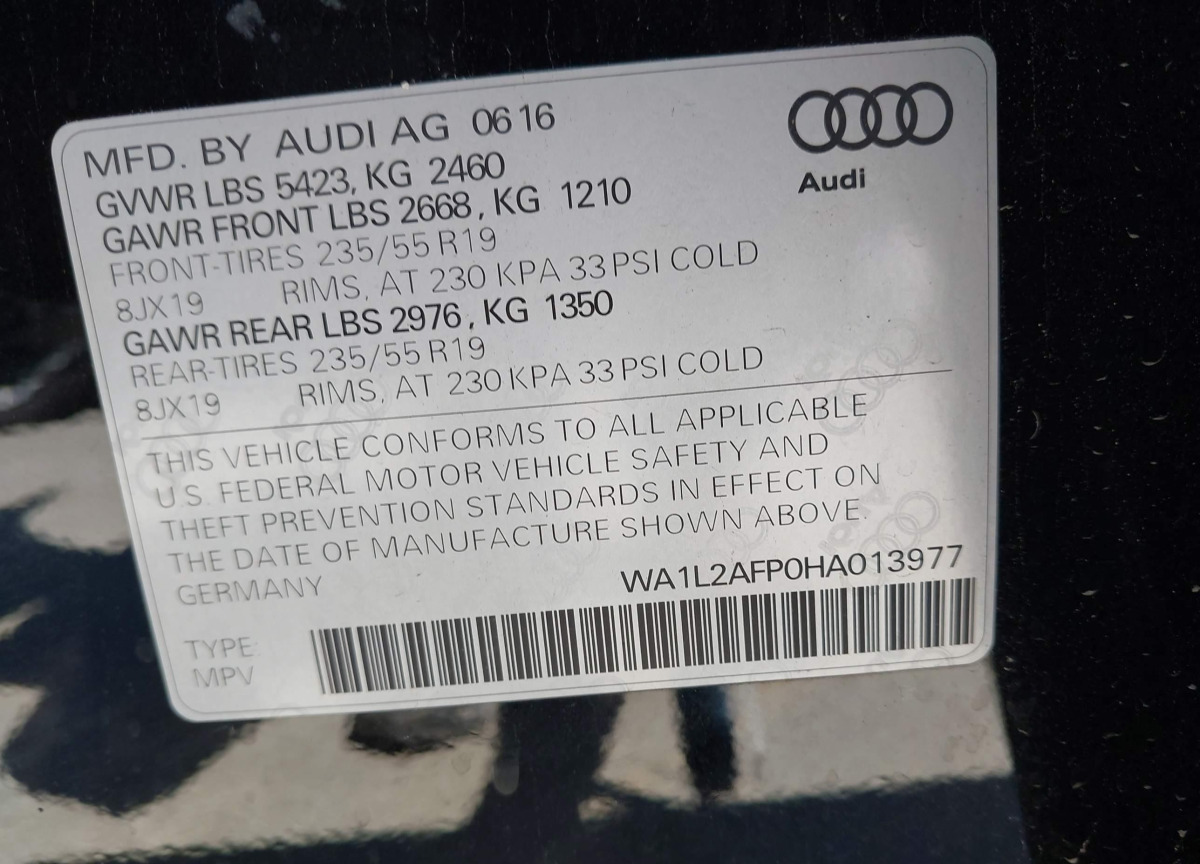 MFD. BY AUDI AG 06 16
GVWR LBS 5423, KG 2460
GAWR FRONT LBS 2668, KG 1210
FRONT-TIRES 235/55 R19
8JX19 RIMS, AT 230 KPA 33 PSI COLD
GAWR REAR LBS 2976, KG 1350
REAR-TIRES 235/55 R19
8JX19 RIMS, AT 230 KPA 33 PSI COLD
Audi
THIS VEHICLE CONFORMS TO ALL APPLICABLE
U.S. FEDERAL MOTOR VEHICLE SAFETY AND
THEFT PREVENTION STANDARDS IN EFFECT ON
THE DATE OF MANUFACTURE SHOWN ABOVE.
GERMANY
WA1L2AFP0HA013977
TYPE:
MPV